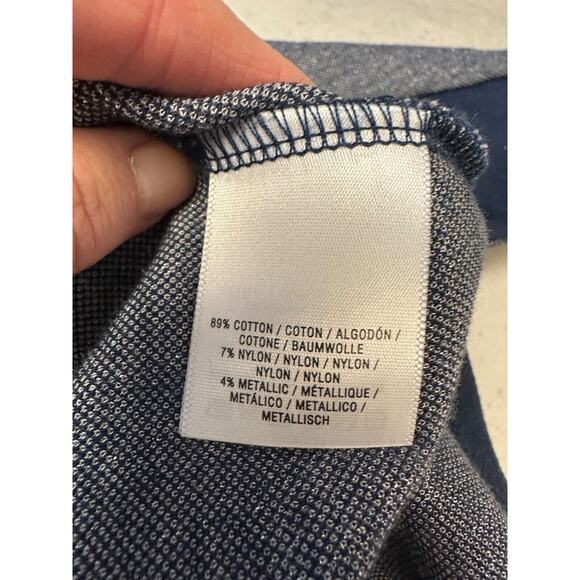 89% COTTON / COTON / ALGODÓN /
COTONE / BAUMWOLLE
7% NYLON / NYLON / NYLON /
NYLON / NYLON
4% METALLIC / MÉTALLIQUE /
METÁLICO / METALLICO /
METALLISCH